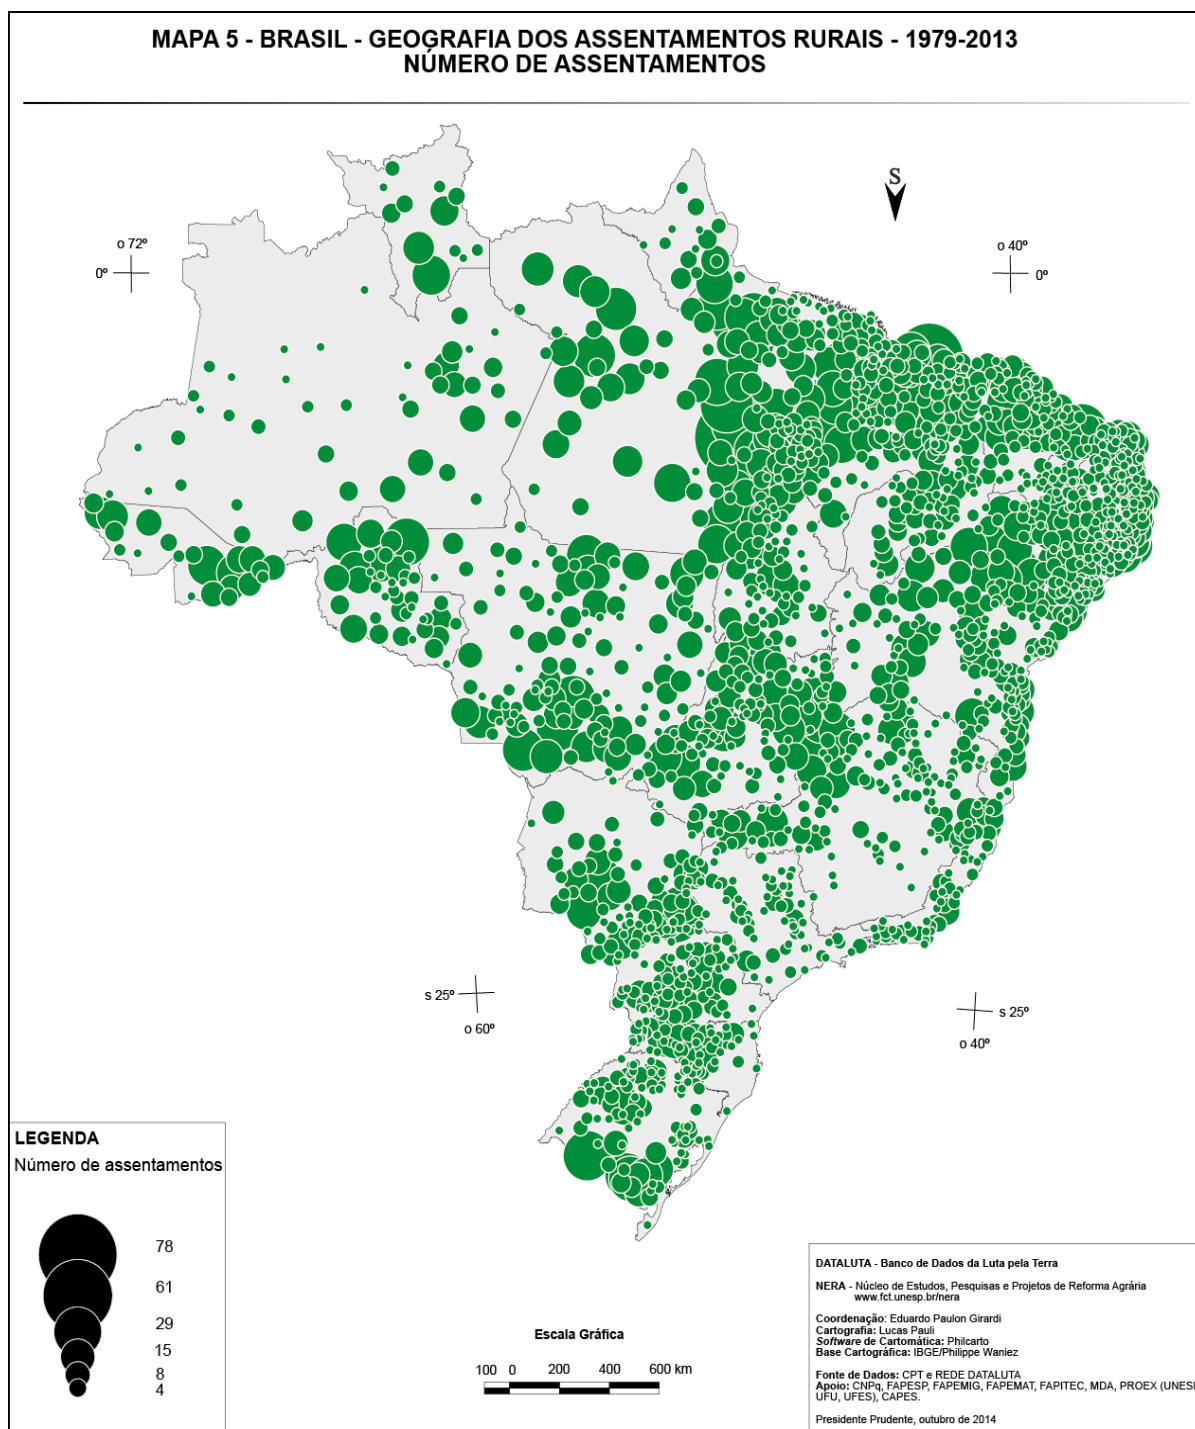 MAPA 5 - BRASIL - GEOGRAFIA DOS ASSENTAMENTOS RURAIS - 1979-2013
NÚMERO DE ASSENTAMENTOS
S
o 72º
0º
o 40º
0º
s 25º
o 60º
s 25º
o 40º
LEGENDA
Número de assentamentos
78
61
29
15
8
4
Escala Gráfica
100 0 200 400 600 km
DATALUTA - Banco de Dados da Luta pela Terra
NERA - Núcleo de Estudos, Pesquisas e Projetos de Reforma Agrária
www.fct.unesp.br/nera
Coordenação: Eduardo Paulon Girardi
Cartografia: Lucas Pauli
Software de Cartomática: Philcarto
Base Cartográfica: IBGE/Philippe Waniez
Fonte de Dados: CPT e REDE DATALUTA
Apoio: CNPq, FAPESP, FAPEMIG, FAPEMAT, FAPITEC, MDA, PROEX (UNES
UFU, UFES), CAPES.
Presidente Prudente, outubro de 2014